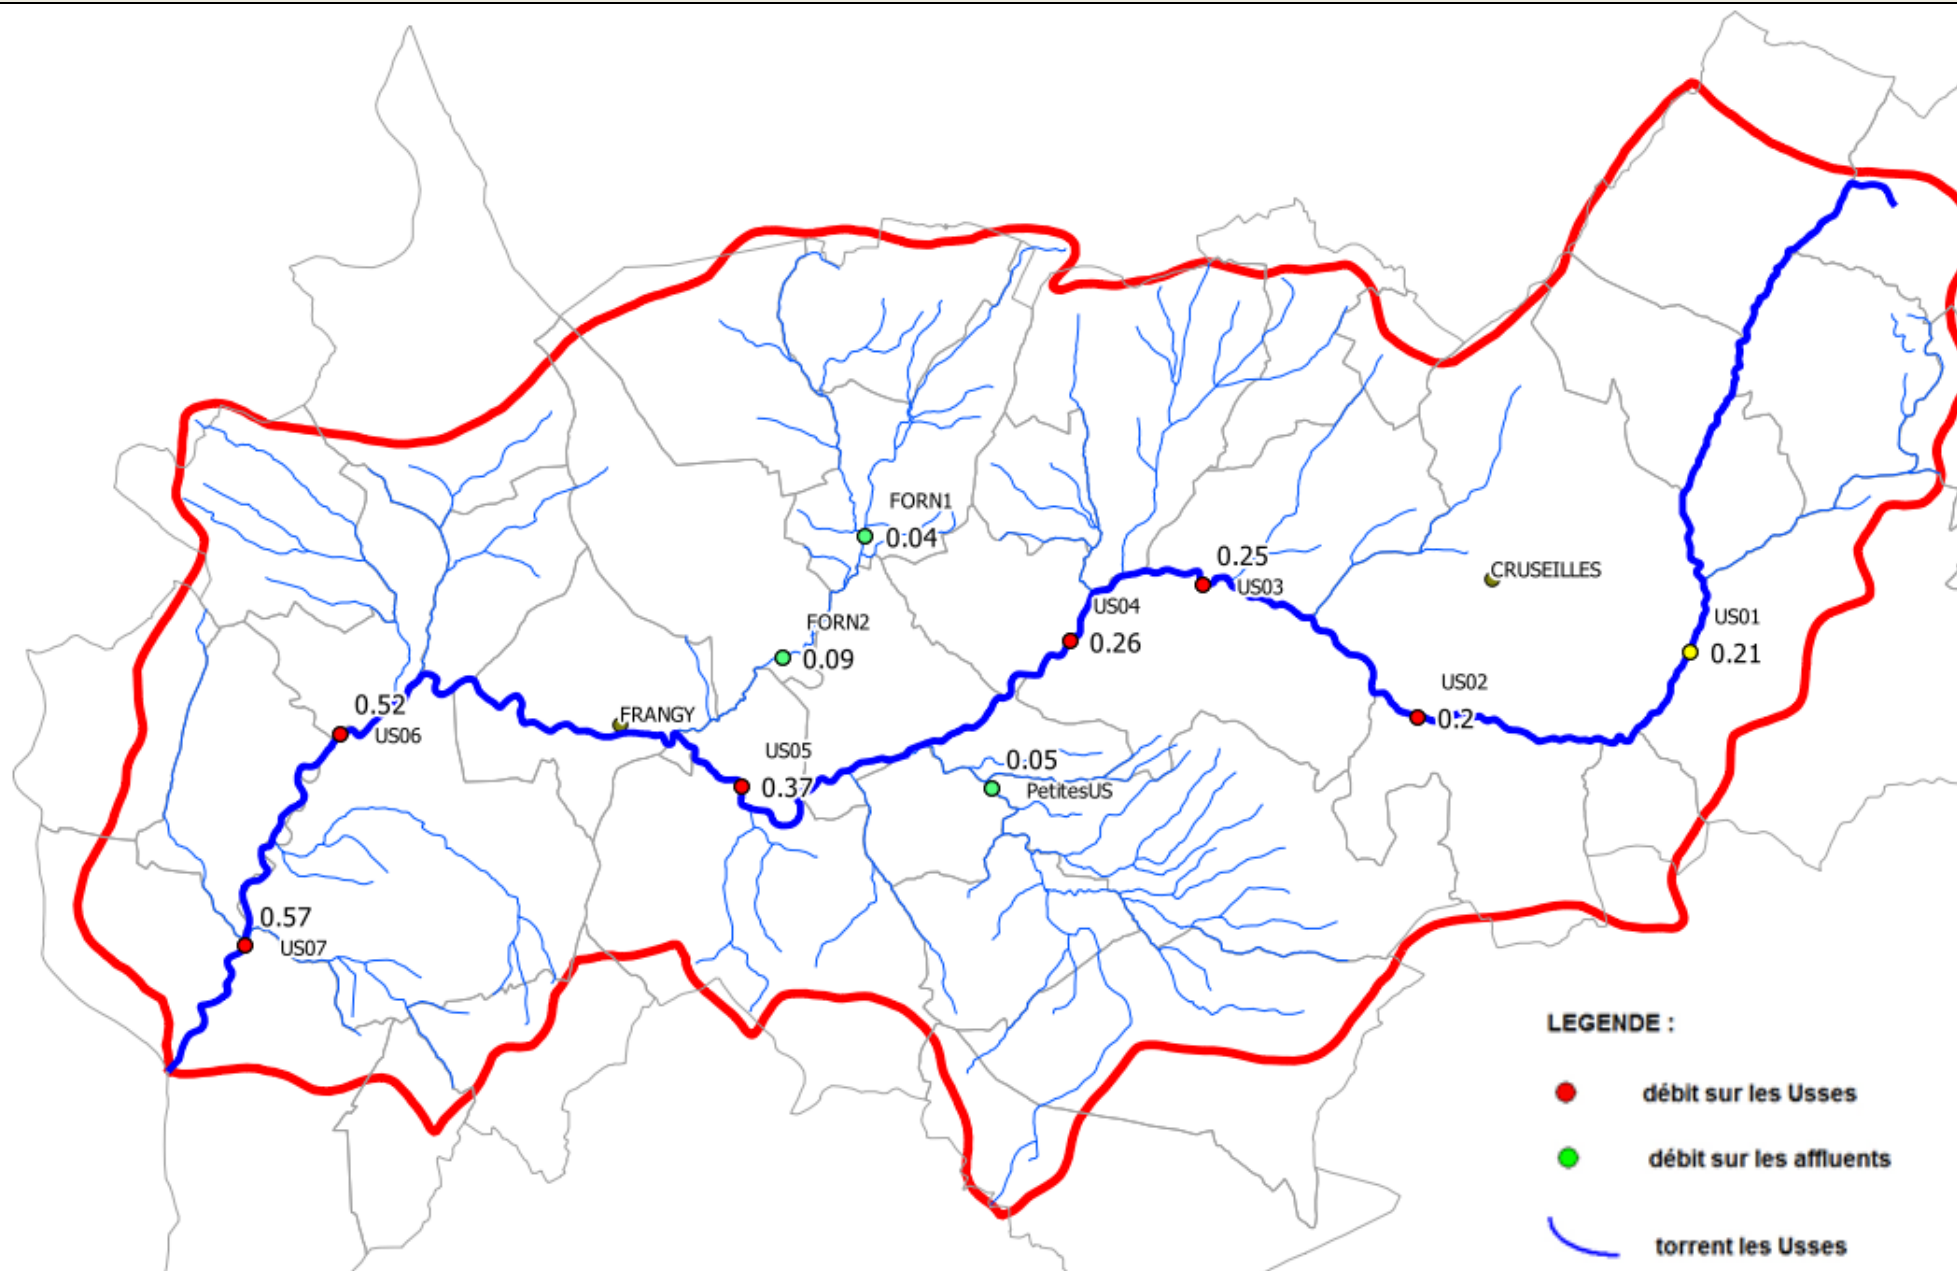 FORN1
0.04
0.25
US03
CRUSEILLES
US04
0.26
US01
0.21
FORN2
0.09
US02
0.2
0.52
US06
FRANGY
US05
0.37
0.05
PetitesUS
0.57
US07
LEGENDE :
débit sur les Usses
débit sur les affluents
torrent les Usses